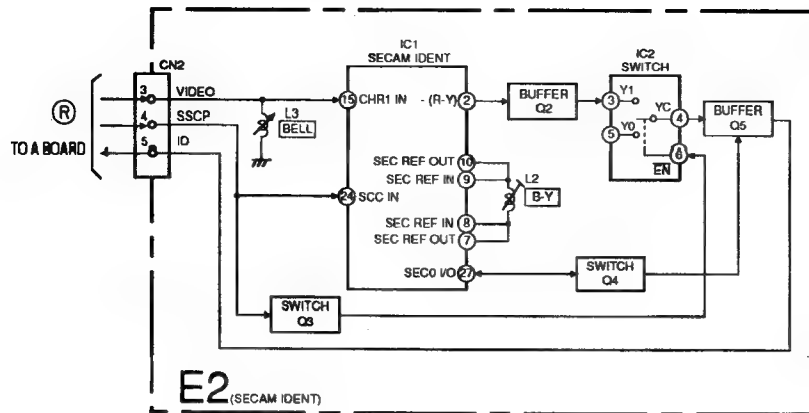 CN2
3 VIDEO
4 SSCP
5 ID
R
TO A BOARD
L3
BELL
IC1
SECAM IDENT
15 CHR1 IN
-(R-Y) 2
SEC REF OUT 10
SEC REF IN 9
24 SCC IN
SEC REF IN 8
SEC REF OUT 7
SECO I/O 27
L2
B-Y
BUFFER
Q2
IC2
SWITCH
3 Y1
YC 4
5 Y0
6
EN
BUFFER
Q5
SWITCH
Q4
SWITCH
Q3
E2 (SECAM IDENT)